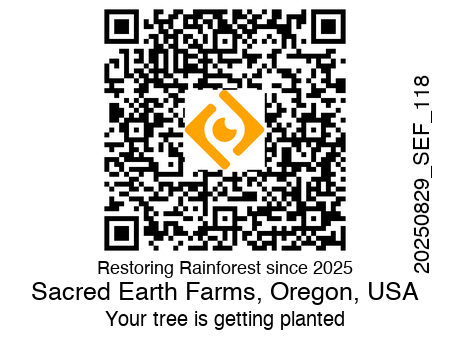 Restoring Rainforest since 2025
Sacred Earth Farms, Oregon, USA
Your tree is getting planted
20250829_SEF_118